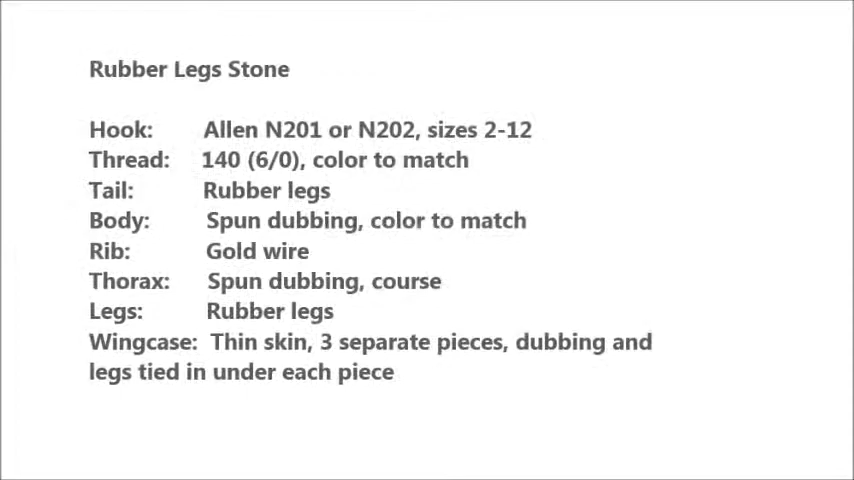 Rubber Legs Stone
Hook: Allen N201 or N202, sizes 2-12
Thread: 140 (6/0), color to match
Tail: Rubber legs
Body: Spun dubbing, color to match
Rib: Gold wire
Thorax: Spun dubbing, course
Legs: Rubber legs
Wingcase: Thin skin, 3 separate pieces, dubbing and
legs tied in under each piece